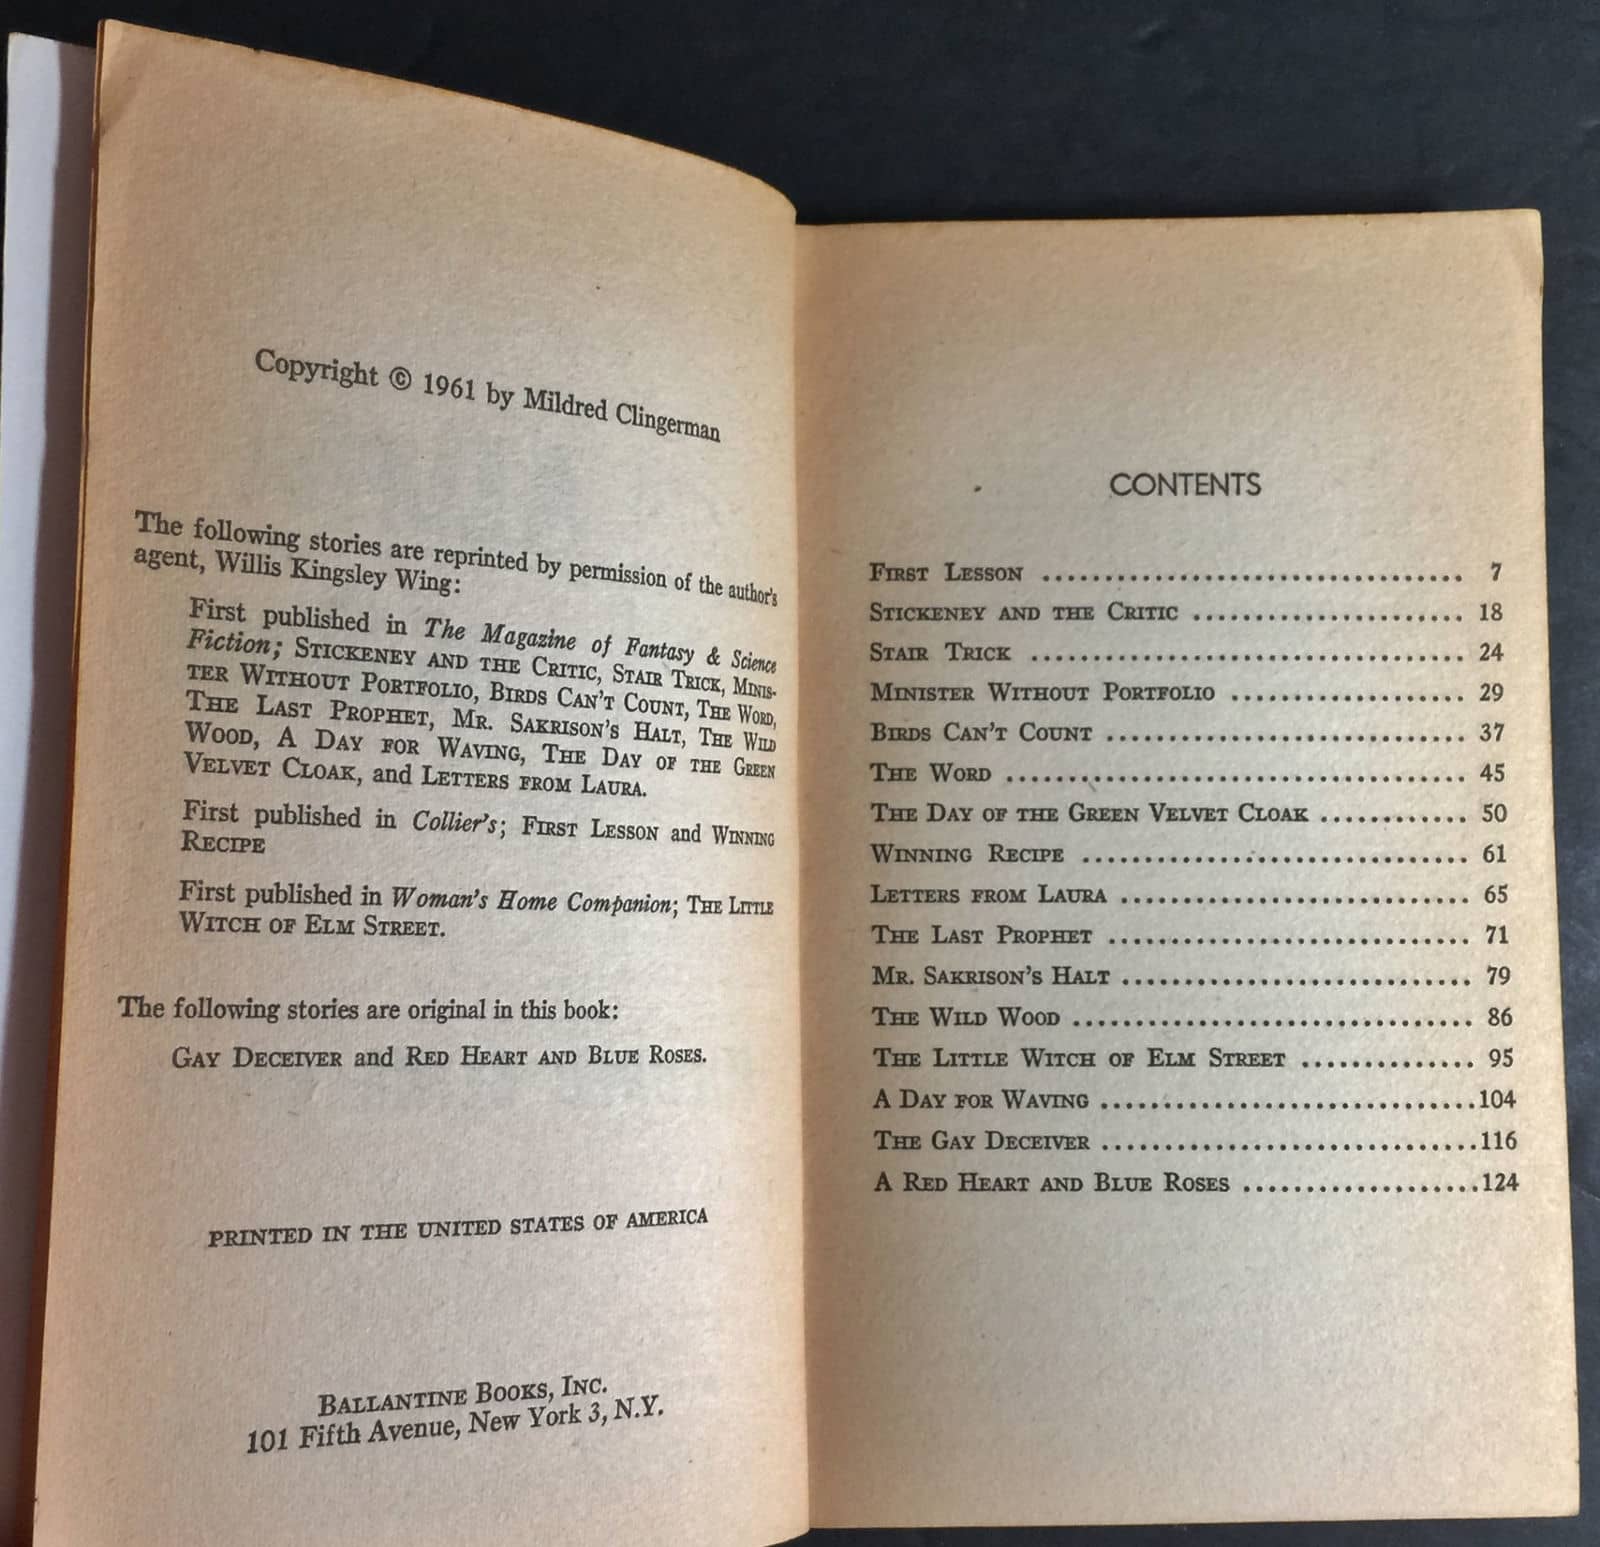 Copyright © 1961 by Mildred Clingerman
The following stories are reprinted by permission of the author's
agent, Willis Kingsley Wing:
First published in The Magazine of Fantasy & Science
Fiction; STICKENEY AND THE CRITIC, STAIR TRICK, MINIS-
TER WITHOUT PORTFOLIO, BIRDS CAN'T COUNT, THE WORD,
THE LAST PROPHET, MR. SAKRISON'S HALT, THE WILD
WOOD, A DAY FOR WAVING, THE DAY OF THE GREEN
VELVET CLOAK, and LETTERS FROM LAURA.
First published in Collier's; FIRST LESSON and WINNING
RECIPE
First published in Woman's Home Companion; THE LITTLE
WITCH OF ELM STREET.
The following stories are original in this book:
GAY DECEIVER and RED HEART AND BLUE ROSES.
PRINTED IN THE UNITED STATES OF AMERICA
BALLANTINE BOOKS, INC.
101 Fifth Avenue, New York 3, N.Y.
CONTENTS
FIRST LESSON ................................. 7
STICKENEY AND THE CRITIC ..................... 18
STAIR TRICK .................................. 24
MINISTER WITHOUT PORTFOLIO ................... 29
BIRDS CAN'T COUNT ............................ 37
THE WORD ..................................... 45
THE DAY OF THE GREEN VELVET CLOAK ............ 50
WINNING RECIPE ............................... 61
LETTERS FROM LAURA ........................... 65
THE LAST PROPHET ............................. 71
MR. SAKRISON'S HALT ........................... 79
THE WILD WOOD ................................ 86
THE LITTLE WITCH OF ELM STREET .............. 95
A DAY FOR WAVING ..............................104
THE GAY DECEIVER ..............................116
A RED HEART AND BLUE ROSES ...................124